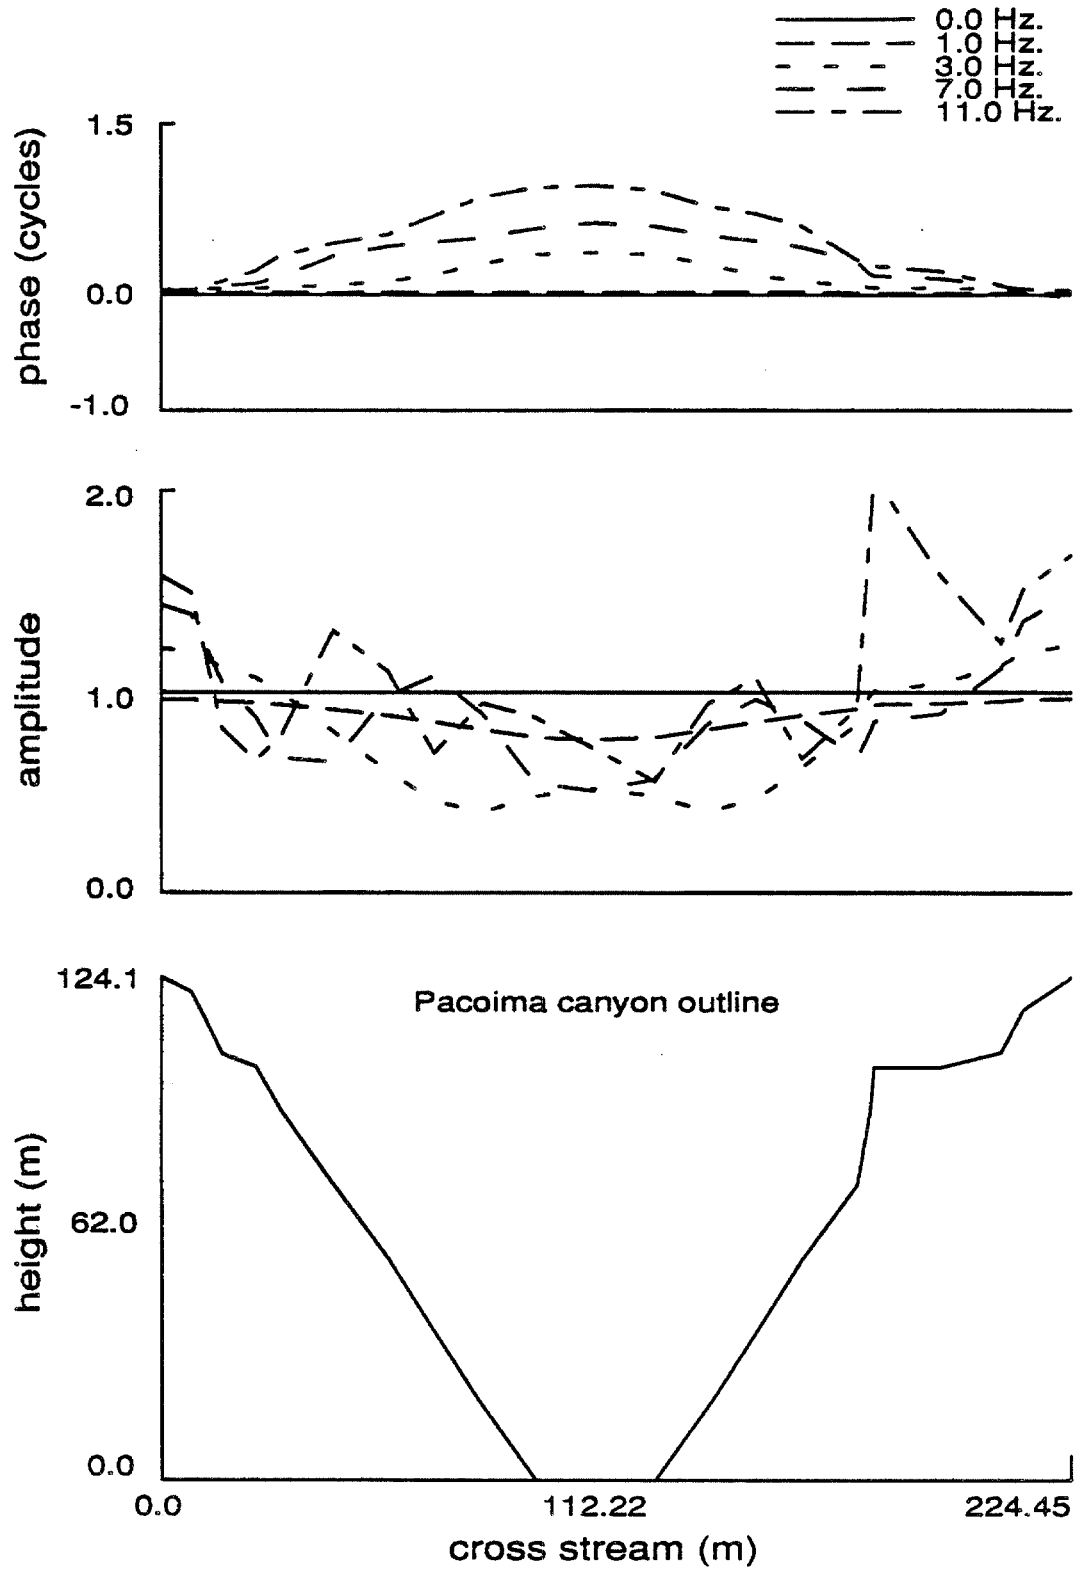 0.0 Hz.
1.0 Hz.
3.0 Hz.
7.0 Hz.
11.0 Hz.
1.5
0.0
-1.0
phase (cycles)
2.0
1.0
0.0
amplitude
124.1
62.0
0.0
height (m)
Pacoima canyon outline
0.0 112.22 224.45
cross stream (m)